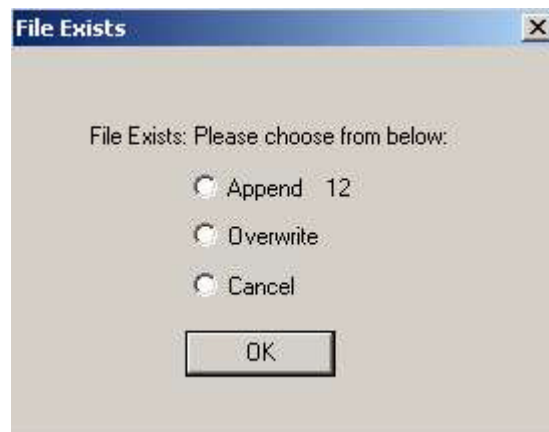 File Exists
File Exists: Please choose from below:
Append 12
Overwrite
Cancel
OK